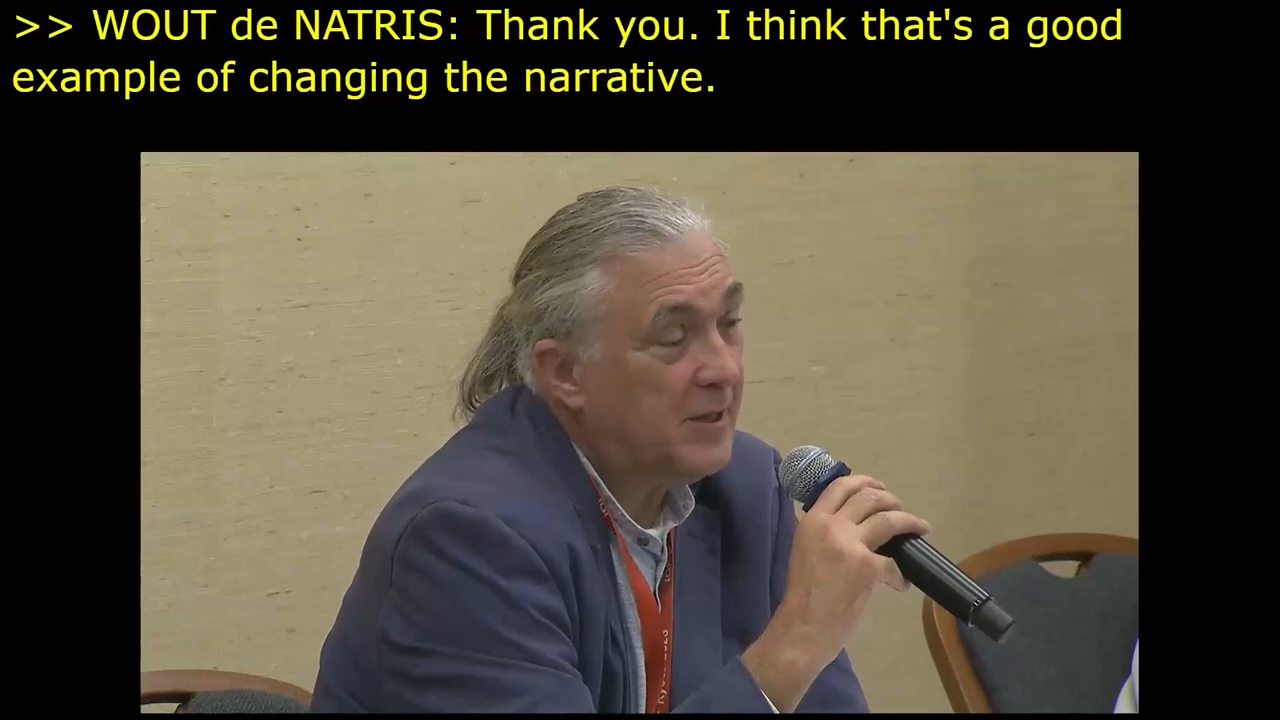 >> WOUT de NATRIS: Thank you. I think that's a good
example of changing the narrative.